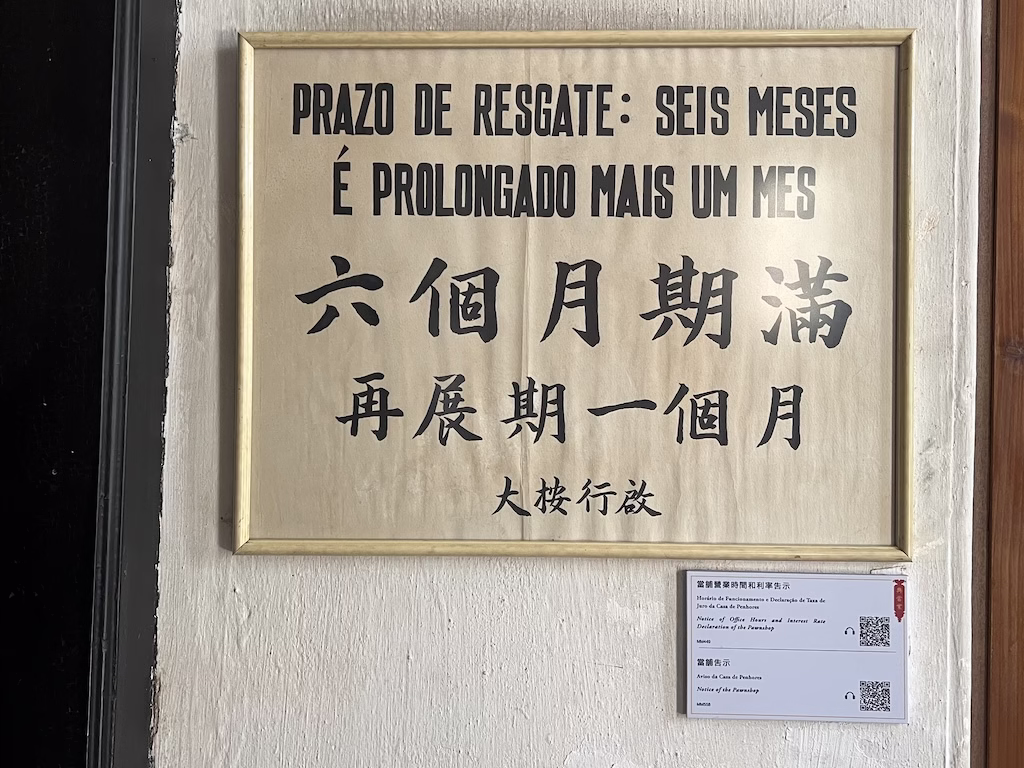 PRAZO DE RESGATE: SEIS MESES
É PROLONGADO MAIS UM MES
六個月期滿
再展期一個月
大按行啟
當舖營業時間和利率告示
Horário de Funcionamento e Declaração de Taxa de
Juro da Casa de Penhores
Notice of Office Hours and Interest Rate
Declaration of the Pawnshop
MM440
當舖告示
Aviso da Casa de Penhores
Notice of the Pawnshop